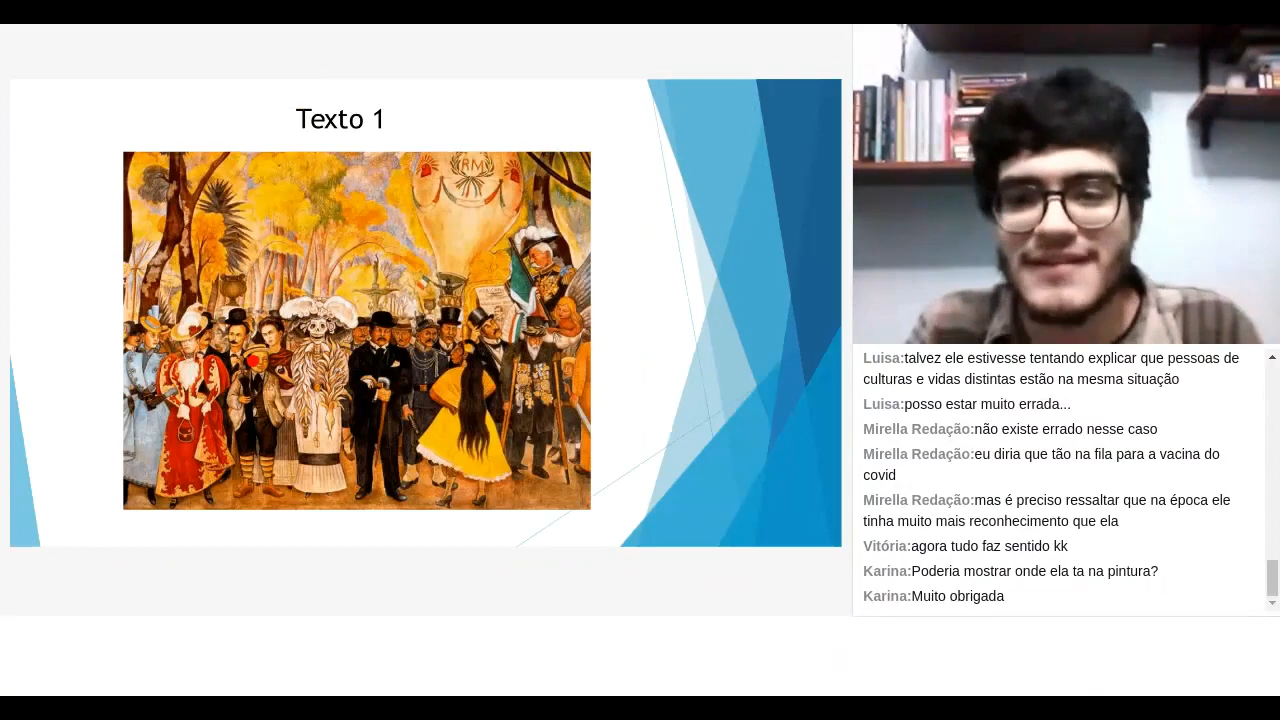 Texto 1
RM
Luisa:talvez ele estivesse tentando explicar que pessoas de
culturas e vidas distintas estão na mesma situação
Luisa:posso estar muito errada...
Mirella Redação:não existe errado nesse caso
Mirella Redação:eu diria que tão na fila para a vacina do
covid
Mirella Redação:mas é preciso ressaltar que na época ele
tinha muito mais reconhecimento que ela
Vitória:agora tudo faz sentido kk
Karina:Poderia mostrar onde ela ta na pintura?
Karina:Muito obrigada